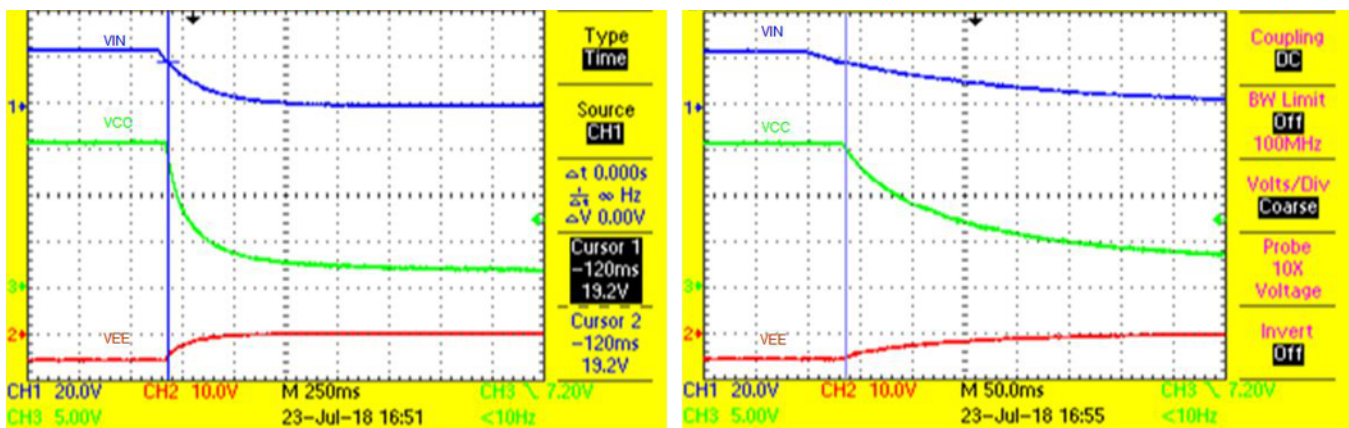 VIN
Type
Time
1
Source
CH1
VCC
Δt 0.000s
1/Δt ∞ Hz
ΔV 0.00V
Cursor 1
-120ms
19.2V
3
2
VEE
Cursor 2
-120ms
19.2V
CH1 20.0V CH2 10.0V M 250ms CH3 \ 7.20V
CH3 5.00V 23-Jul-18 16:51 <10Hz
VIN
Coupling
DC
1
BW Limit
Off
100MHz
VCC
Volts/Div
Coarse
Probe
10X
Voltage
3
2
VEE
Invert
Off
CH1 20.0V CH2 10.0V M 50.0ms CH3 \ 7.20V
CH3 5.00V 23-Jul-18 16:55 <10Hz